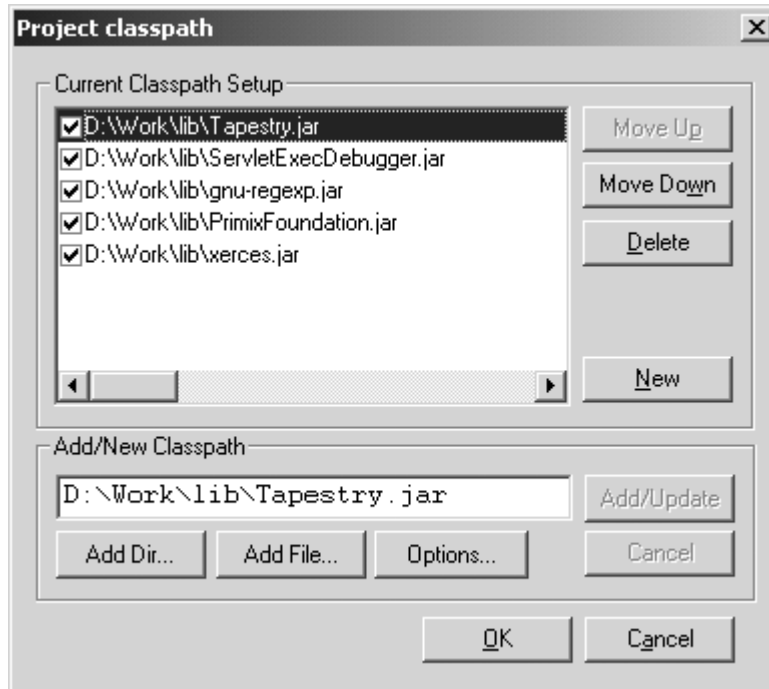 Project classpath
Current Classpath Setup
D:\Work\lib\Tapestry.jar
D:\Work\lib\ServletExecDebugger.jar
D:\Work\lib\gnu-regexp.jar
D:\Work\lib\PrimixFoundation.jar
D:\Work\lib\xerces.jar
Move Up
Move Down
Delete
New
Add/New Classpath
D:\Work\lib\Tapestry.jar
Add/Update
Add Dir...
Add File...
Options...
Cancel
OK
Cancel